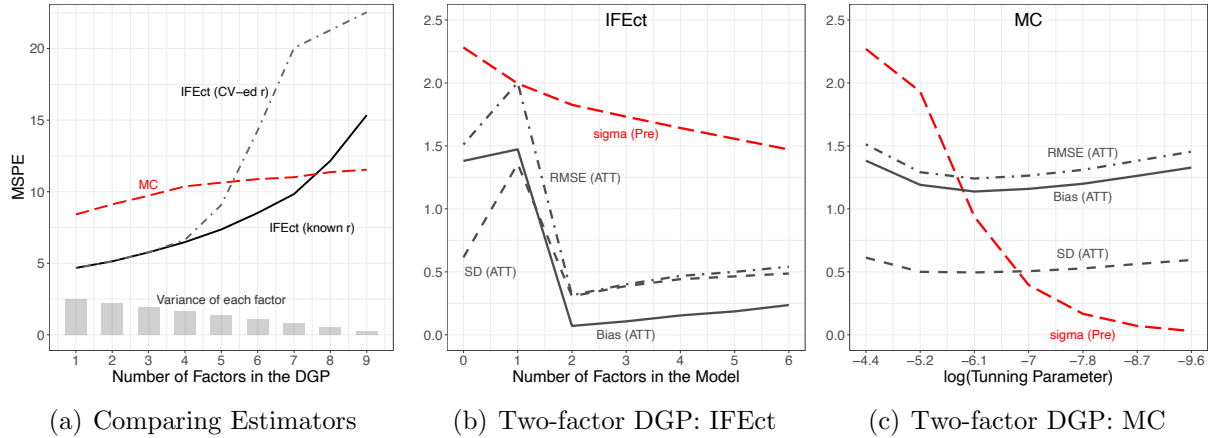 MSPE
20
15
10
5
0
IFEct (CV-ed r)
MC
IFEct (known r)
Variance of each factor
1 2 3 4 5 6 7 8 9
Number of Factors in the DGP
(a) Comparing Estimators
IFEct
2.5
2.0
1.5
1.0
0.5
0.0
sigma (Pre)
RMSE (ATT)
SD (ATT)
Bias (ATT)
0 1 2 3 4 5 6
Number of Factors in the Model
(b) Two-factor DGP: IFEct
MC
2.5
2.0
1.5
1.0
0.5
0.0
RMSE (ATT)
Bias (ATT)
SD (ATT)
sigma (Pre)
-4.4 -5.2 -6.1 -7 -7.8 -8.7 -9.6
log(Tunning Parameter)
(c) Two-factor DGP: MC